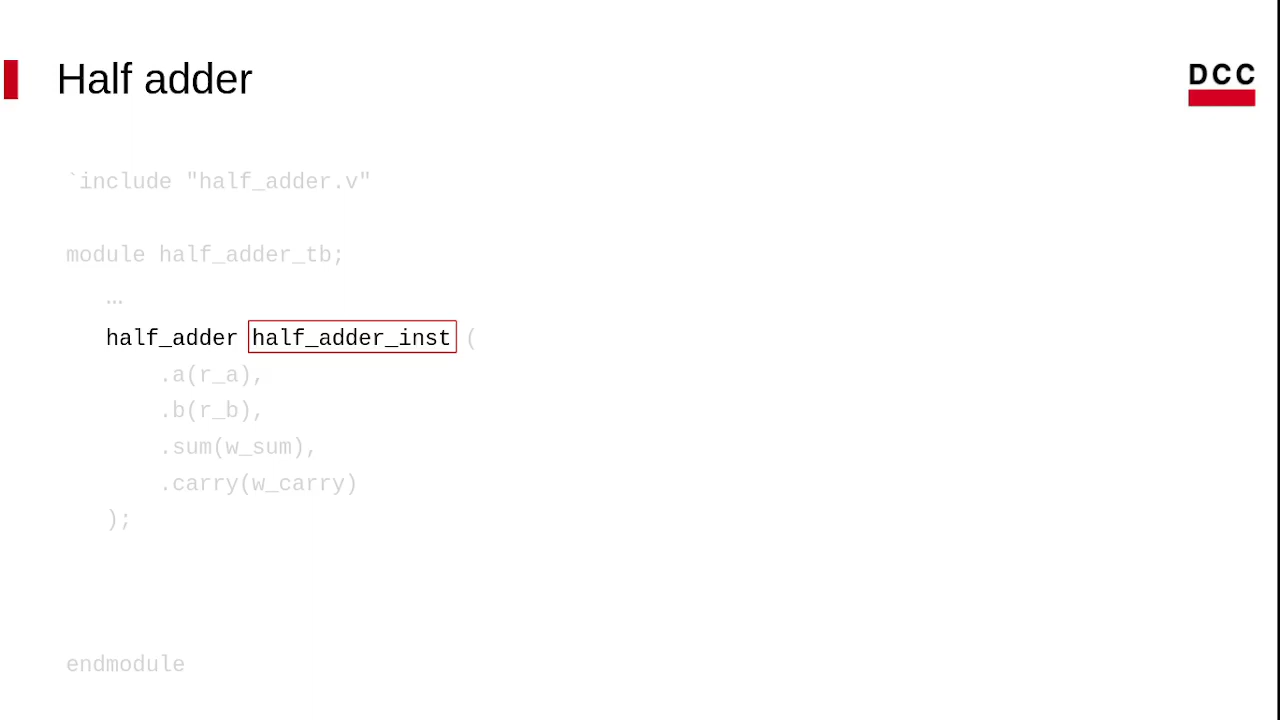 Half adder
DCC
`include "half_adder.v"
module half_adder_tb;
...
half_adder half_adder_inst (
.a(r_a),
.b(r_b),
.sum(w_sum),
.carry(w_carry)
);
endmodule